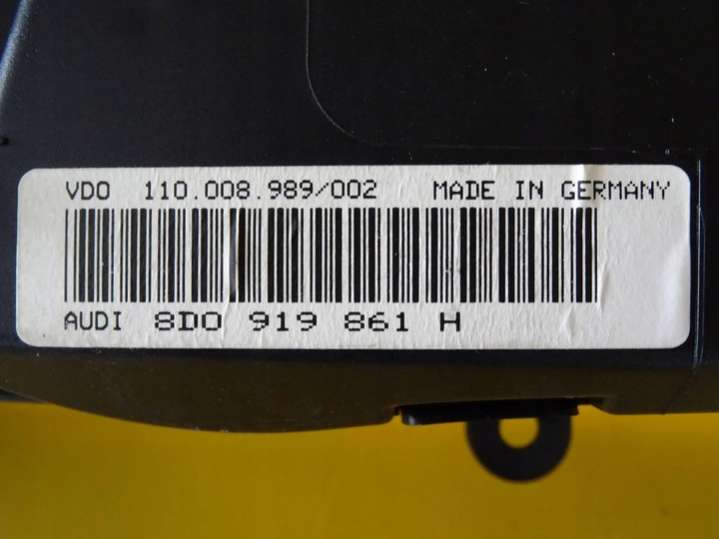 VDO 110.008.989/002 MADE IN GERMANY
AUDI 8D0 919 861 H